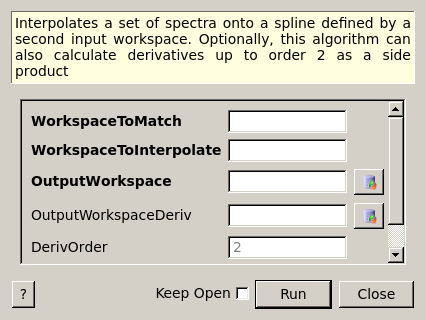 Interpolates a set of spectra onto a spline defined by a
second input workspace. Optionally, this algorithm can
also calculate derivatives up to order 2 as a side
product
WorkspaceToMatch
WorkspaceToInterpolate
OutputWorkspace
OutputWorkspaceDeriv
DerivOrder 2
? Keep Open Run Close